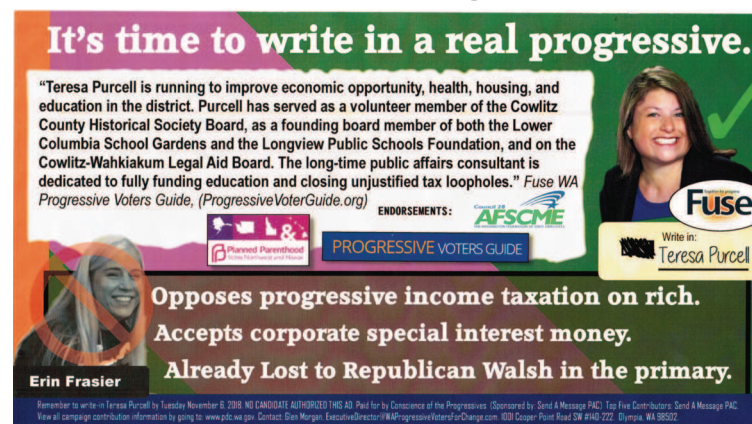 It's time to write in a real progressive.
“Teresa Purcell is running to improve economic opportunity, health, housing, and
education in the district. Purcell has served as a volunteer member of the Cowlitz
County Historical Society Board, as a founding board member of both the Lower
Columbia School Gardens and the Longview Public Schools Foundation, and on the
Cowlitz-Wahkiakum Legal Aid Board. The long-time public affairs consultant is
dedicated to fully funding education and closing unjustified tax loopholes.” Fuse WA
Progressive Voters Guide, (ProgressiveVoterGuide.org)
ENDORSEMENTS:
Council 28
AFSCME
Planned Parenthood
Votes Northwest and Hawaii
PROGRESSIVE VOTERS GUIDE
Fuse
Write in:
Teresa Purcell
Opposes progressive income taxation on rich.
Accepts corporate special interest money.
Already Lost to Republican Walsh in the primary.
Erin Frasier
Remember to write-in Teresa Purcell by Tuesday November 6, 2018. NO CANDIDATE AUTHORIZED THIS AD. Paid for by Conscience of the Progressives (Sponsored by: Send A Message PAC) Top Five Contributors: Send A Message PAC.
View all campaign contribution information by going to: www.pdc.wa.gov. Contact: Glen Morgan, ExecutiveDirector@WAProgressiveVotersForChange.com. 1001 Cooper Point Road SW #140-222. Olympia, WA 98502.